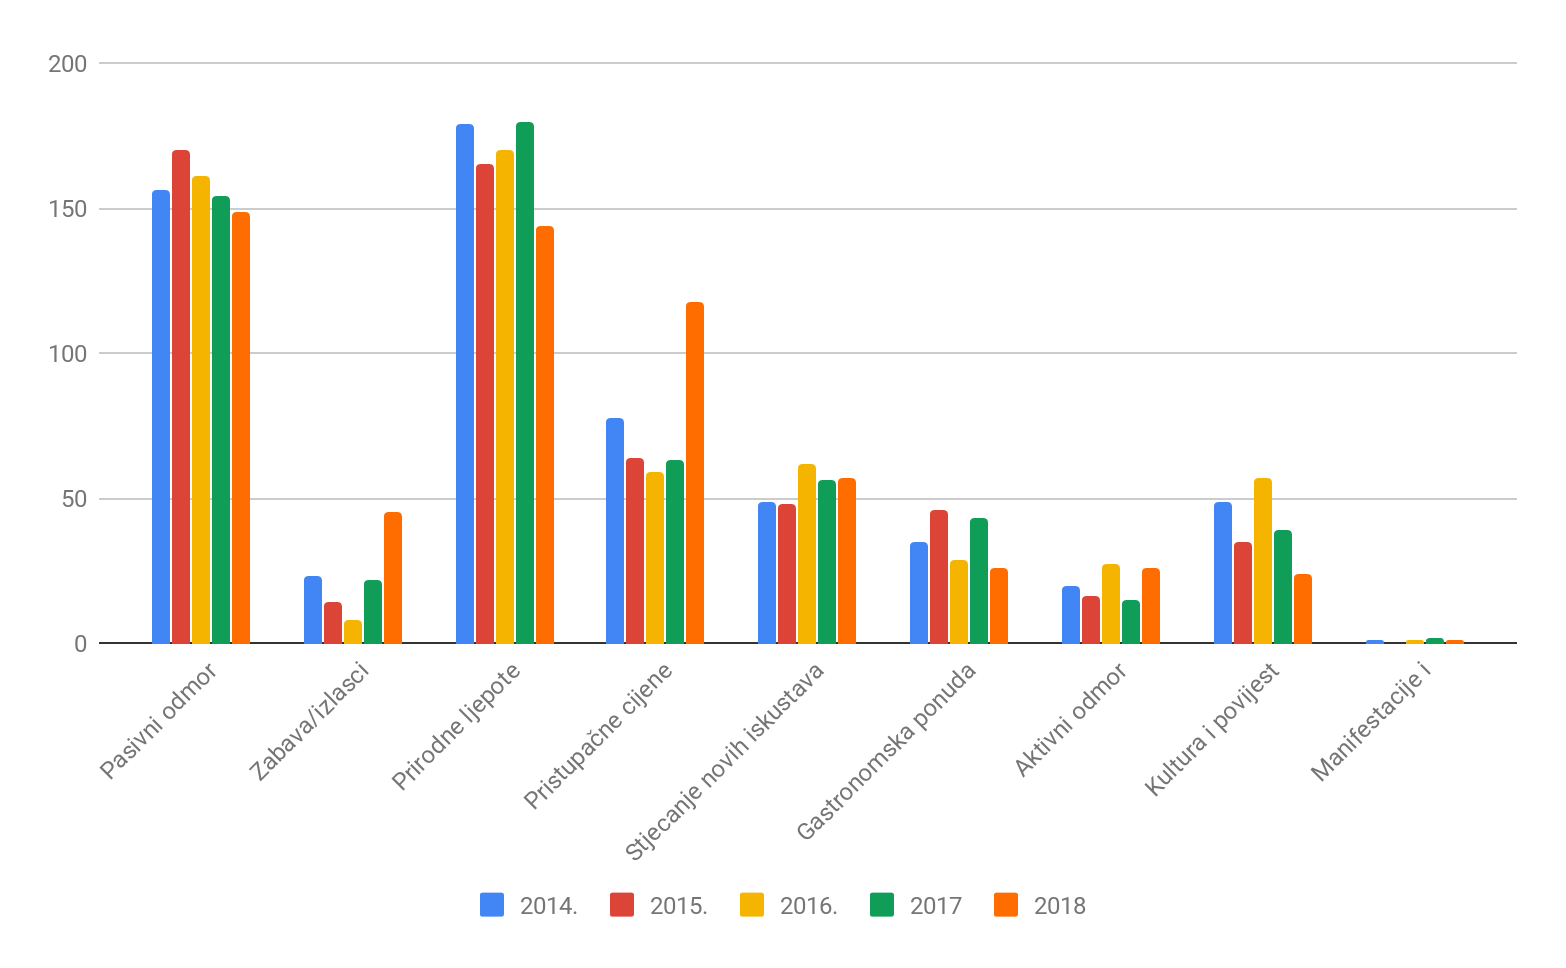 200
150
100
50
0
Pasivni odmor
Zabava/izlasci
Prirodne ljepote
Pristupačne cijene
Stjecanje novih iskustava
Gastronomska ponuda
Aktivni odmor
Kultura i povijest
Manifestacije i
2014. 2015. 2016. 2017 2018